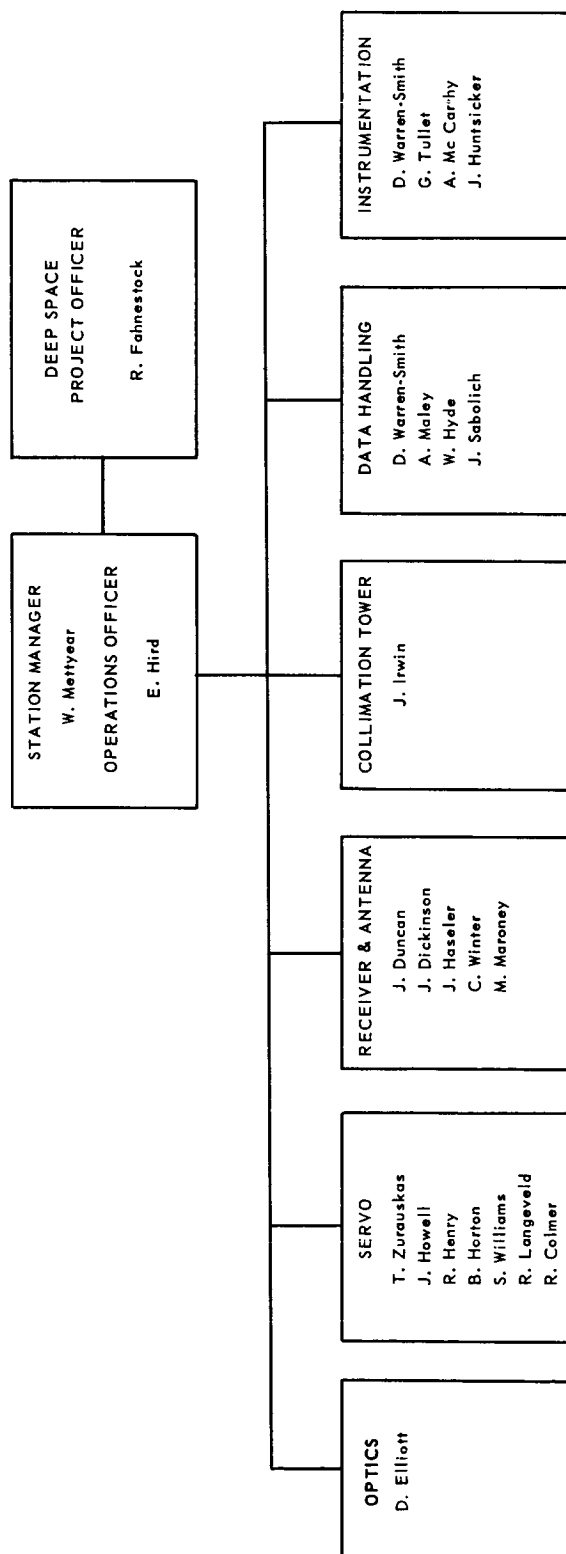 STATION MANAGER
W. Mettyear
OPERATIONS OFFICER
E. Hird
DEEP SPACE
PROJECT OFFICER
R. Fahnestock
OPTICS
D. Elliott
SERVO
T. Zurauskas
J. Howell
R. Henry
B. Horton
S. Williams
R. Langeveld
R. Colmer
RECEIVER & ANTENNA
J. Duncan
J. Dickinson
J. Haseler
C. Winter
M. Maroney
COLLIMATION TOWER
J. Irwin
DATA HANDLING
D. Warren-Smith
A. Maley
W. Hyde
J. Sabolich
INSTRUMENTATION
D. Warren-Smith
G. Tullet
A. Mc Carthy
J. Huntsicker